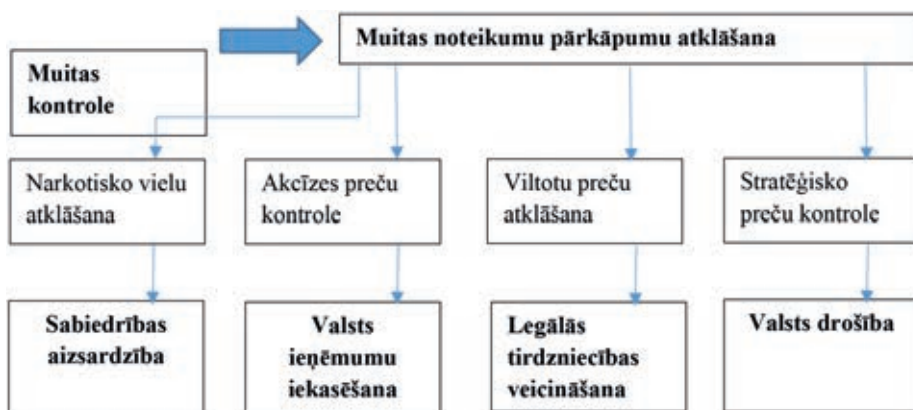 Muitas noteikumu pārkāpumu atklāšana
Muitas
kontrole
Narkotisko vielu
atklāšana
Akcīzes preču
kontrole
Viltotu preču
atklāšana
Stratēģisko
preču kontrole
Sabiedrības
aizsardzība
Valsts
ieņēmumu
iekasēšana
Legālās
tirdzniecības
veicināšana
Valsts drošība